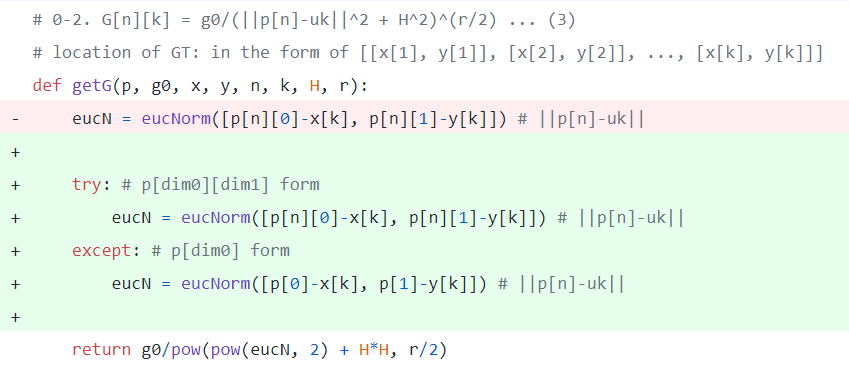 # 0-2. G[n][k] = g0/(||p[n]-uk||^2 + H^2)^(r/2) ... (3)
# location of GT: in the form of [[x[1], y[1]], [x[2], y[2]], ..., [x[k], y[k]]]
def getG(p, g0, x, y, n, k, H, r):
- eucN = eucNorm([p[n][0]-x[k], p[n][1]-y[k]]) # ||p[n]-uk||
+
+ try: # p[dim0][dim1] form
+ eucN = eucNorm([p[n][0]-x[k], p[n][1]-y[k]]) # ||p[n]-uk||
+ except: # p[dim0] form
+ eucN = eucNorm([p[0]-x[k], p[1]-y[k]]) # ||p[n]-uk||
+
return g0/pow(pow(eucN, 2) + H*H, r/2)